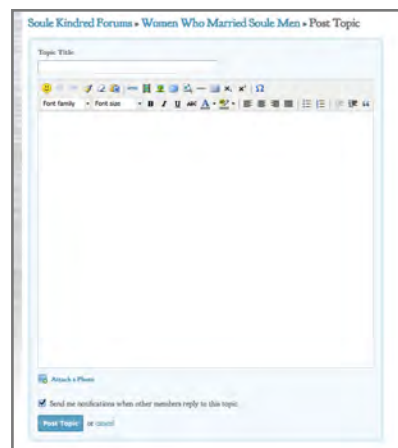 Soule Kindred Forums » Women Who Married Soule Men » Post Topic
Topic Title
Font family Font size B I U ABC A
Attach a Photo
Send me notifications when other members reply to this topic.
Post Topic or cancel